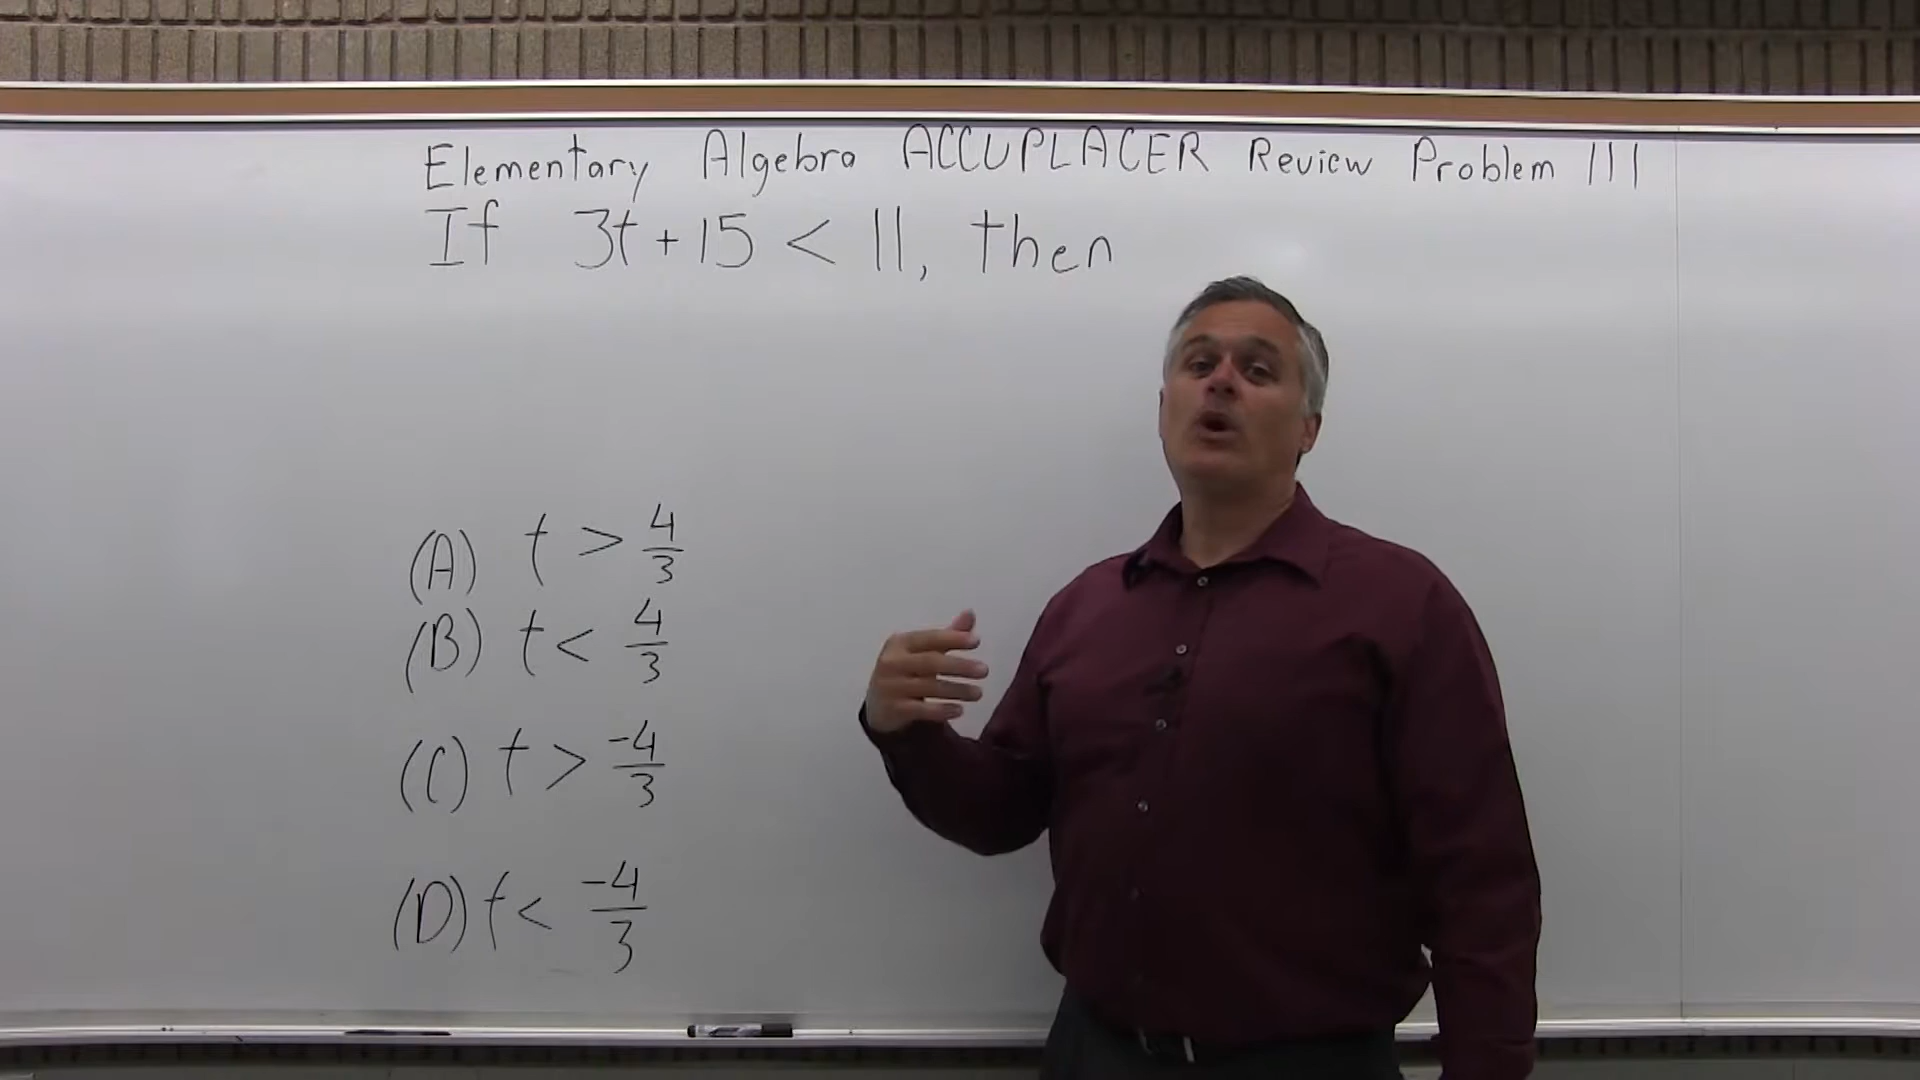 Elementary Algebra ACCUPLACER Review Problem 111
If 3t + 15 < 11, then
(A) t > 4/3
(B) t < 4/3
(C) t > -4/3
(D) t < -4/3